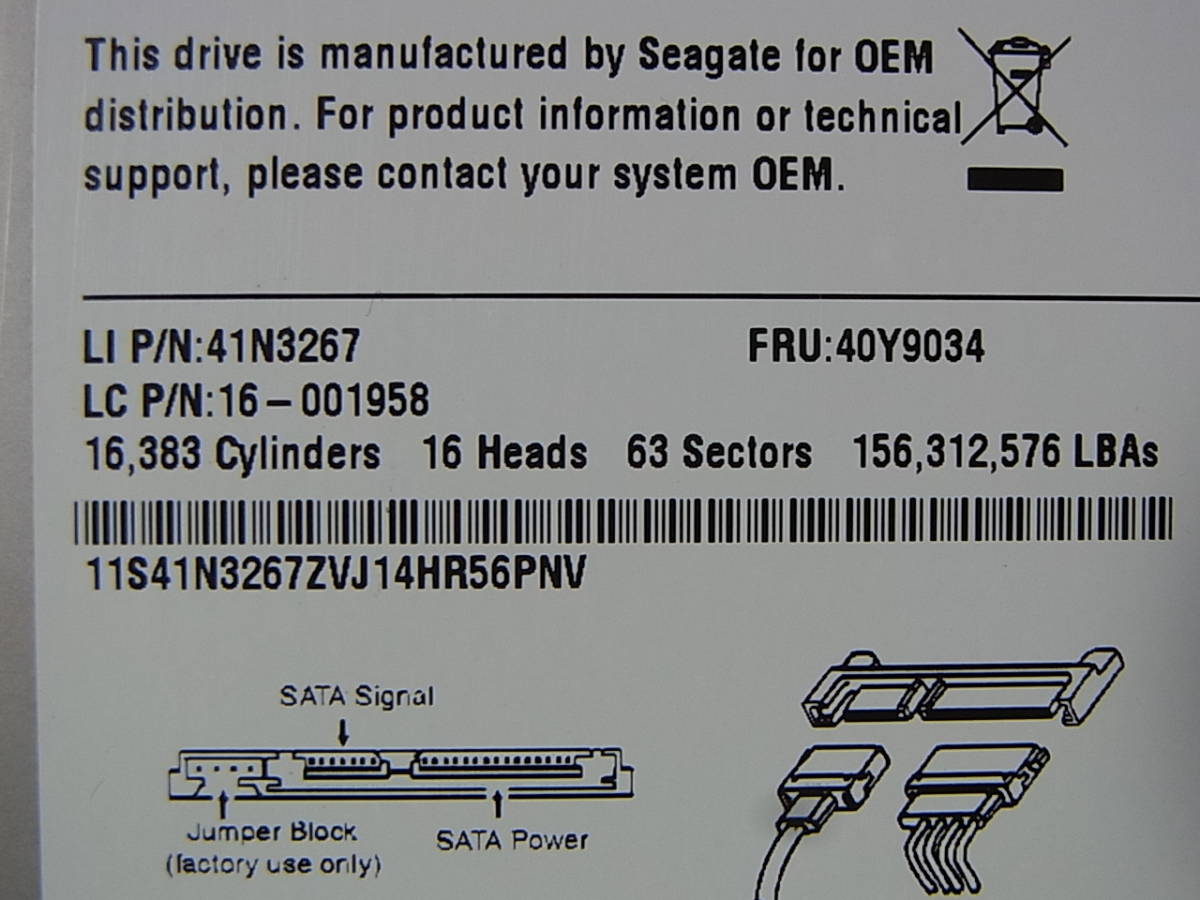 This drive is manufactured by Seagate for OEM
distribution. For product information or technical
support, please contact your system OEM.
LI P/N:41N3267 FRU:40Y9034
LC P/N:16-001958
16,383 Cylinders 16 Heads 63 Sectors 156,312,576 LBAs
11S41N3267ZVJ14HR56PNV
SATA Signal
Jumper Block
(factory use only)
SATA Power